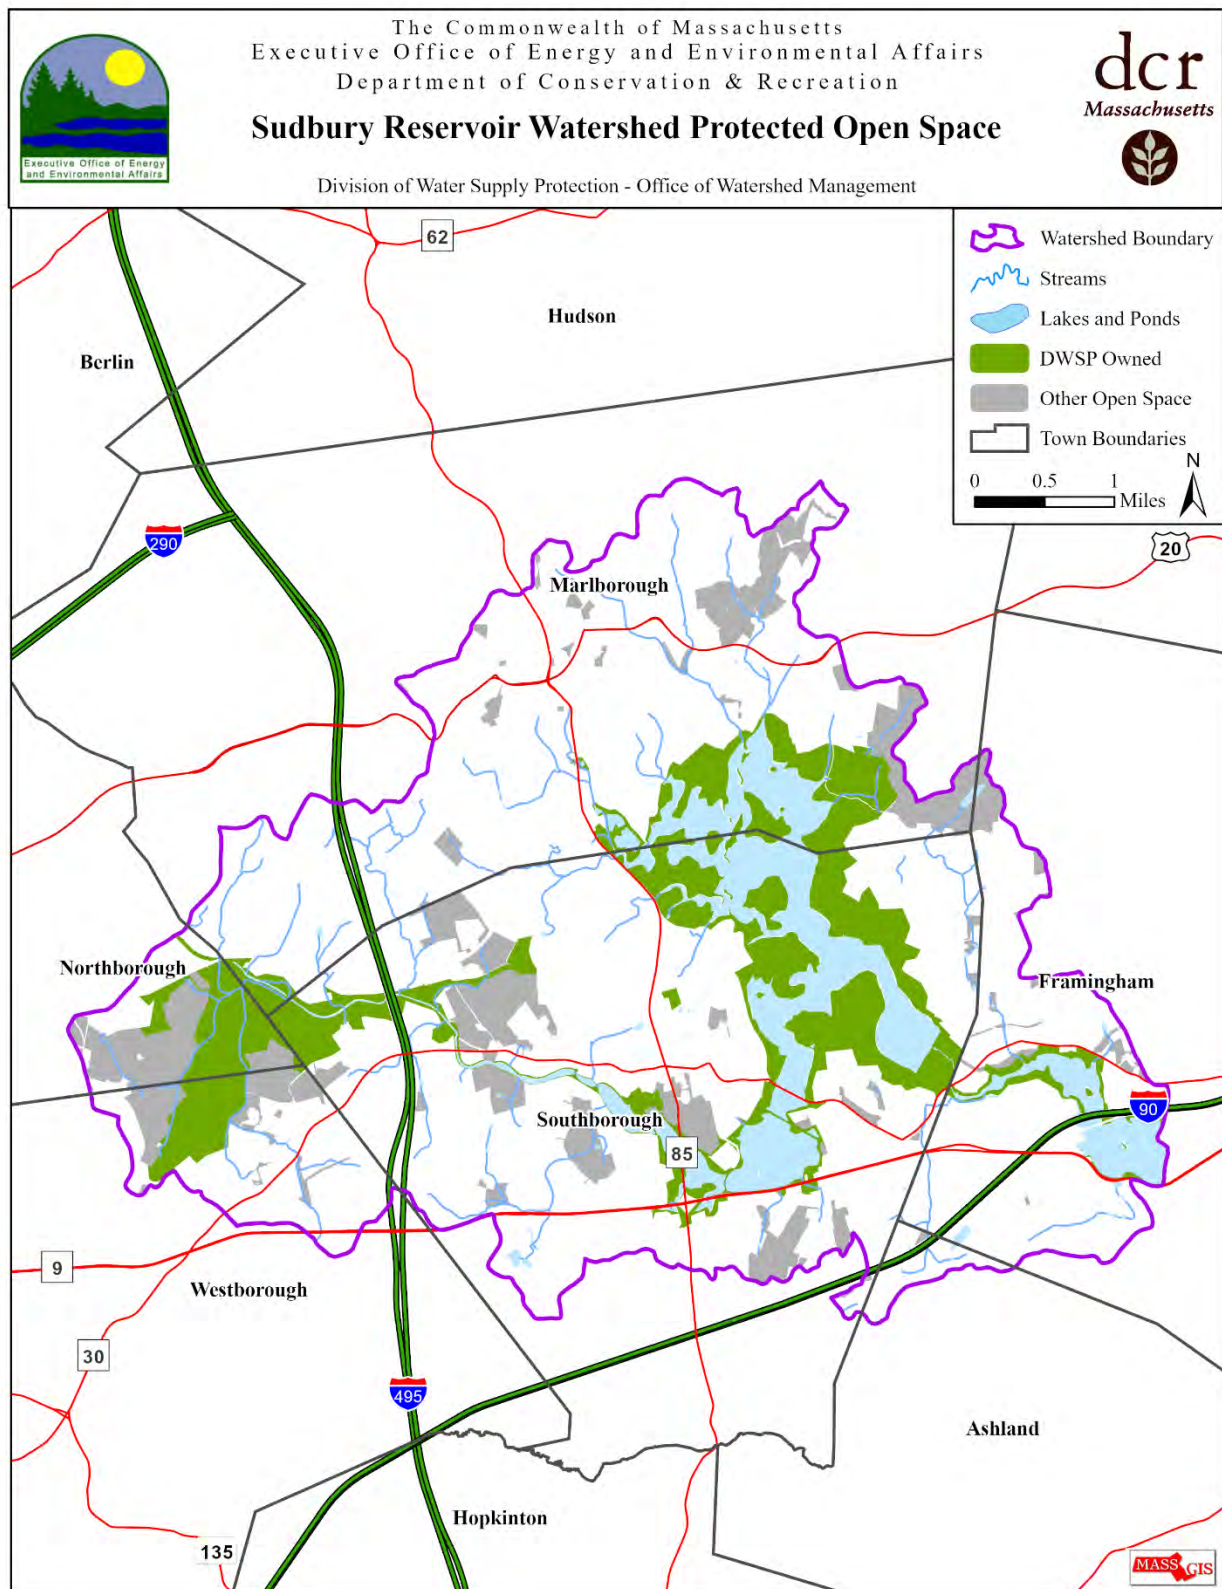 The Commonwealth of Massachusetts
Executive Office of Energy and Environmental Affairs
Department of Conservation & Recreation
Sudbury Reservoir Watershed Protected Open Space
Division of Water Supply Protection - Office of Watershed Management
Executive Office of Energy
and Environmental Affairs
dcr
Massachusetts
Watershed Boundary
Streams
Lakes and Ponds
DWSP Owned
Other Open Space
Town Boundaries
N
0 0.5 1
Miles
62
Hudson
Berlin
290
20
Marlborough
Northborough
Framingham
90
Southborough
85
9
Westborough
30
495
Ashland
Hopkinton
135
MASS GIS